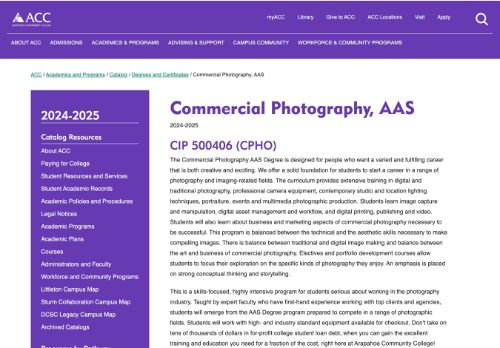 ACC
myACC Library Give to ACC ACC Locations Visit Apply
ABOUT ACC ADMISSIONS ACADEMICS & PROGRAMS ADVISING & SUPPORT CAMPUS COMMUNITY WORKFORCE & COMMUNITY PROGRAMS
ACC / Academics and Programs / Catalog / Degrees and Certificates / Commercial Photography, AAS
2024-2025
Catalog Resources
About ACC
Paying for College
Student Resources and Services
Student Academic Records
Academic Policies and Procedures
Legal Notices
Academic Programs
Academic Plans
Courses
Administrators and Faculty
Workforce and Community Programs
Littleton Campus Map
Sturm Collaboration Campus Map
DCSC Legacy Campus Map
Archived Catalogs
Commercial Photography, AAS
2024-2025
CIP 500406 (CPHO)
The Commercial Photography AAS Degree is designed for people who want a varied and fulfilling career
that is both creative and exciting. We offer a solid foundation for students to start a career in a range of
photography and imaging-related fields. The curriculum provides extensive training in digital and
traditional photography, professional camera equipment, contemporary studio and location lighting
techniques, portraiture, events and multimedia photographic production. Students learn image capture
and manipulation, digital asset management and workflow, and digital printing, publishing and video.
Students will also learn about business and marketing aspects of commercial photography necessary to
be successful. This program is balanced between the technical and the aesthetic skills necessary to make
compelling images. There is balance between traditional and digital image making and balance between
the art and business of commercial photography. Electives and portfolio development courses allow
students to focus their exploration on the specific kinds of photography they enjoy. An emphasis is placed
on strong conceptual thinking and storytelling.
This is a skills-focused, highly intensive program for students serious about working in the photography
industry. Taught by expert faculty who have first-hand experience working with top clients and agencies,
students will emerge from the AAS Degree program prepared to compete in a range of photographic
fields. Students will work with high- end industry standard equipment available for checkout. Don't take on
tens of thousands of dollars in for-profit college student loan debt, when you can gain the excellent
training and education you need for a fraction of the cost, right here at Arapahoe Community College!